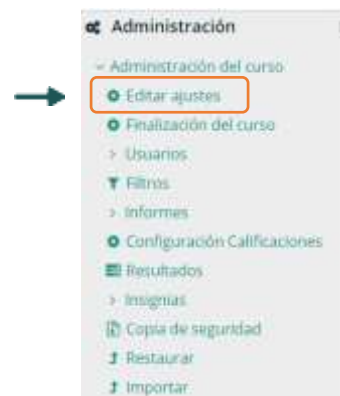 Administración
Administración del curso
Editar ajustes
Finalización del curso
Usuarios
Filtros
Informes
Configuración Calificaciones
Resultados
Insignias
Copia de seguridad
Restaurar
Importar